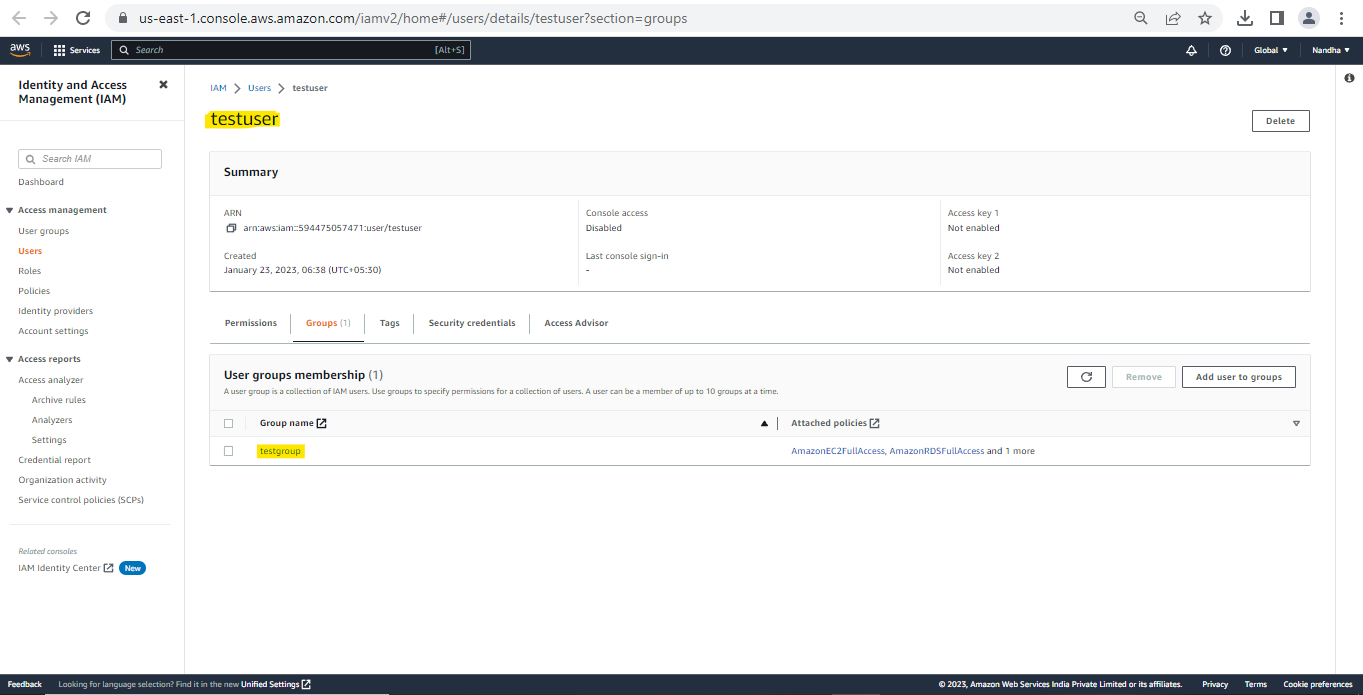 us-east-1.console.aws.amazon.com/iamv2/home#/users/details/testuser?section=groups
aws Services Search [Alt+S] Global Nandha
Identity and Access
Management (IAM)
Search IAM
Dashboard
Access management
User groups
Users
Roles
Policies
Identity providers
Account settings
Access reports
Access analyzer
Archive rules
Analyzers
Settings
Credential report
Organization activity
Service control policies (SCPs)
Related consoles
IAM Identity Center New
IAM > Users > testuser
testuser
Delete
Summary
ARN
arn:aws:iam::594475057471:user/testuser
Created
January 23, 2023, 06:38 (UTC+05:30)
Console access
Disabled
Last console sign-in
-
Access key 1
Not enabled
Access key 2
Not enabled
Permissions Groups (1) Tags Security credentials Access Advisor
User groups membership (1)
A user group is a collection of IAM users. Use groups to specify permissions for a collection of users. A user can be a member of up to 10 groups at a time.
Remove Add user to groups
Group name Attached policies
testgroup AmazonEC2FullAccess, AmazonRDSFullAccess and 1 more
Feedback Looking for language selection? Find it in the new Unified Settings © 2023, Amazon Web Services India Private Limited or its affiliates. Privacy Terms Cookie preferences